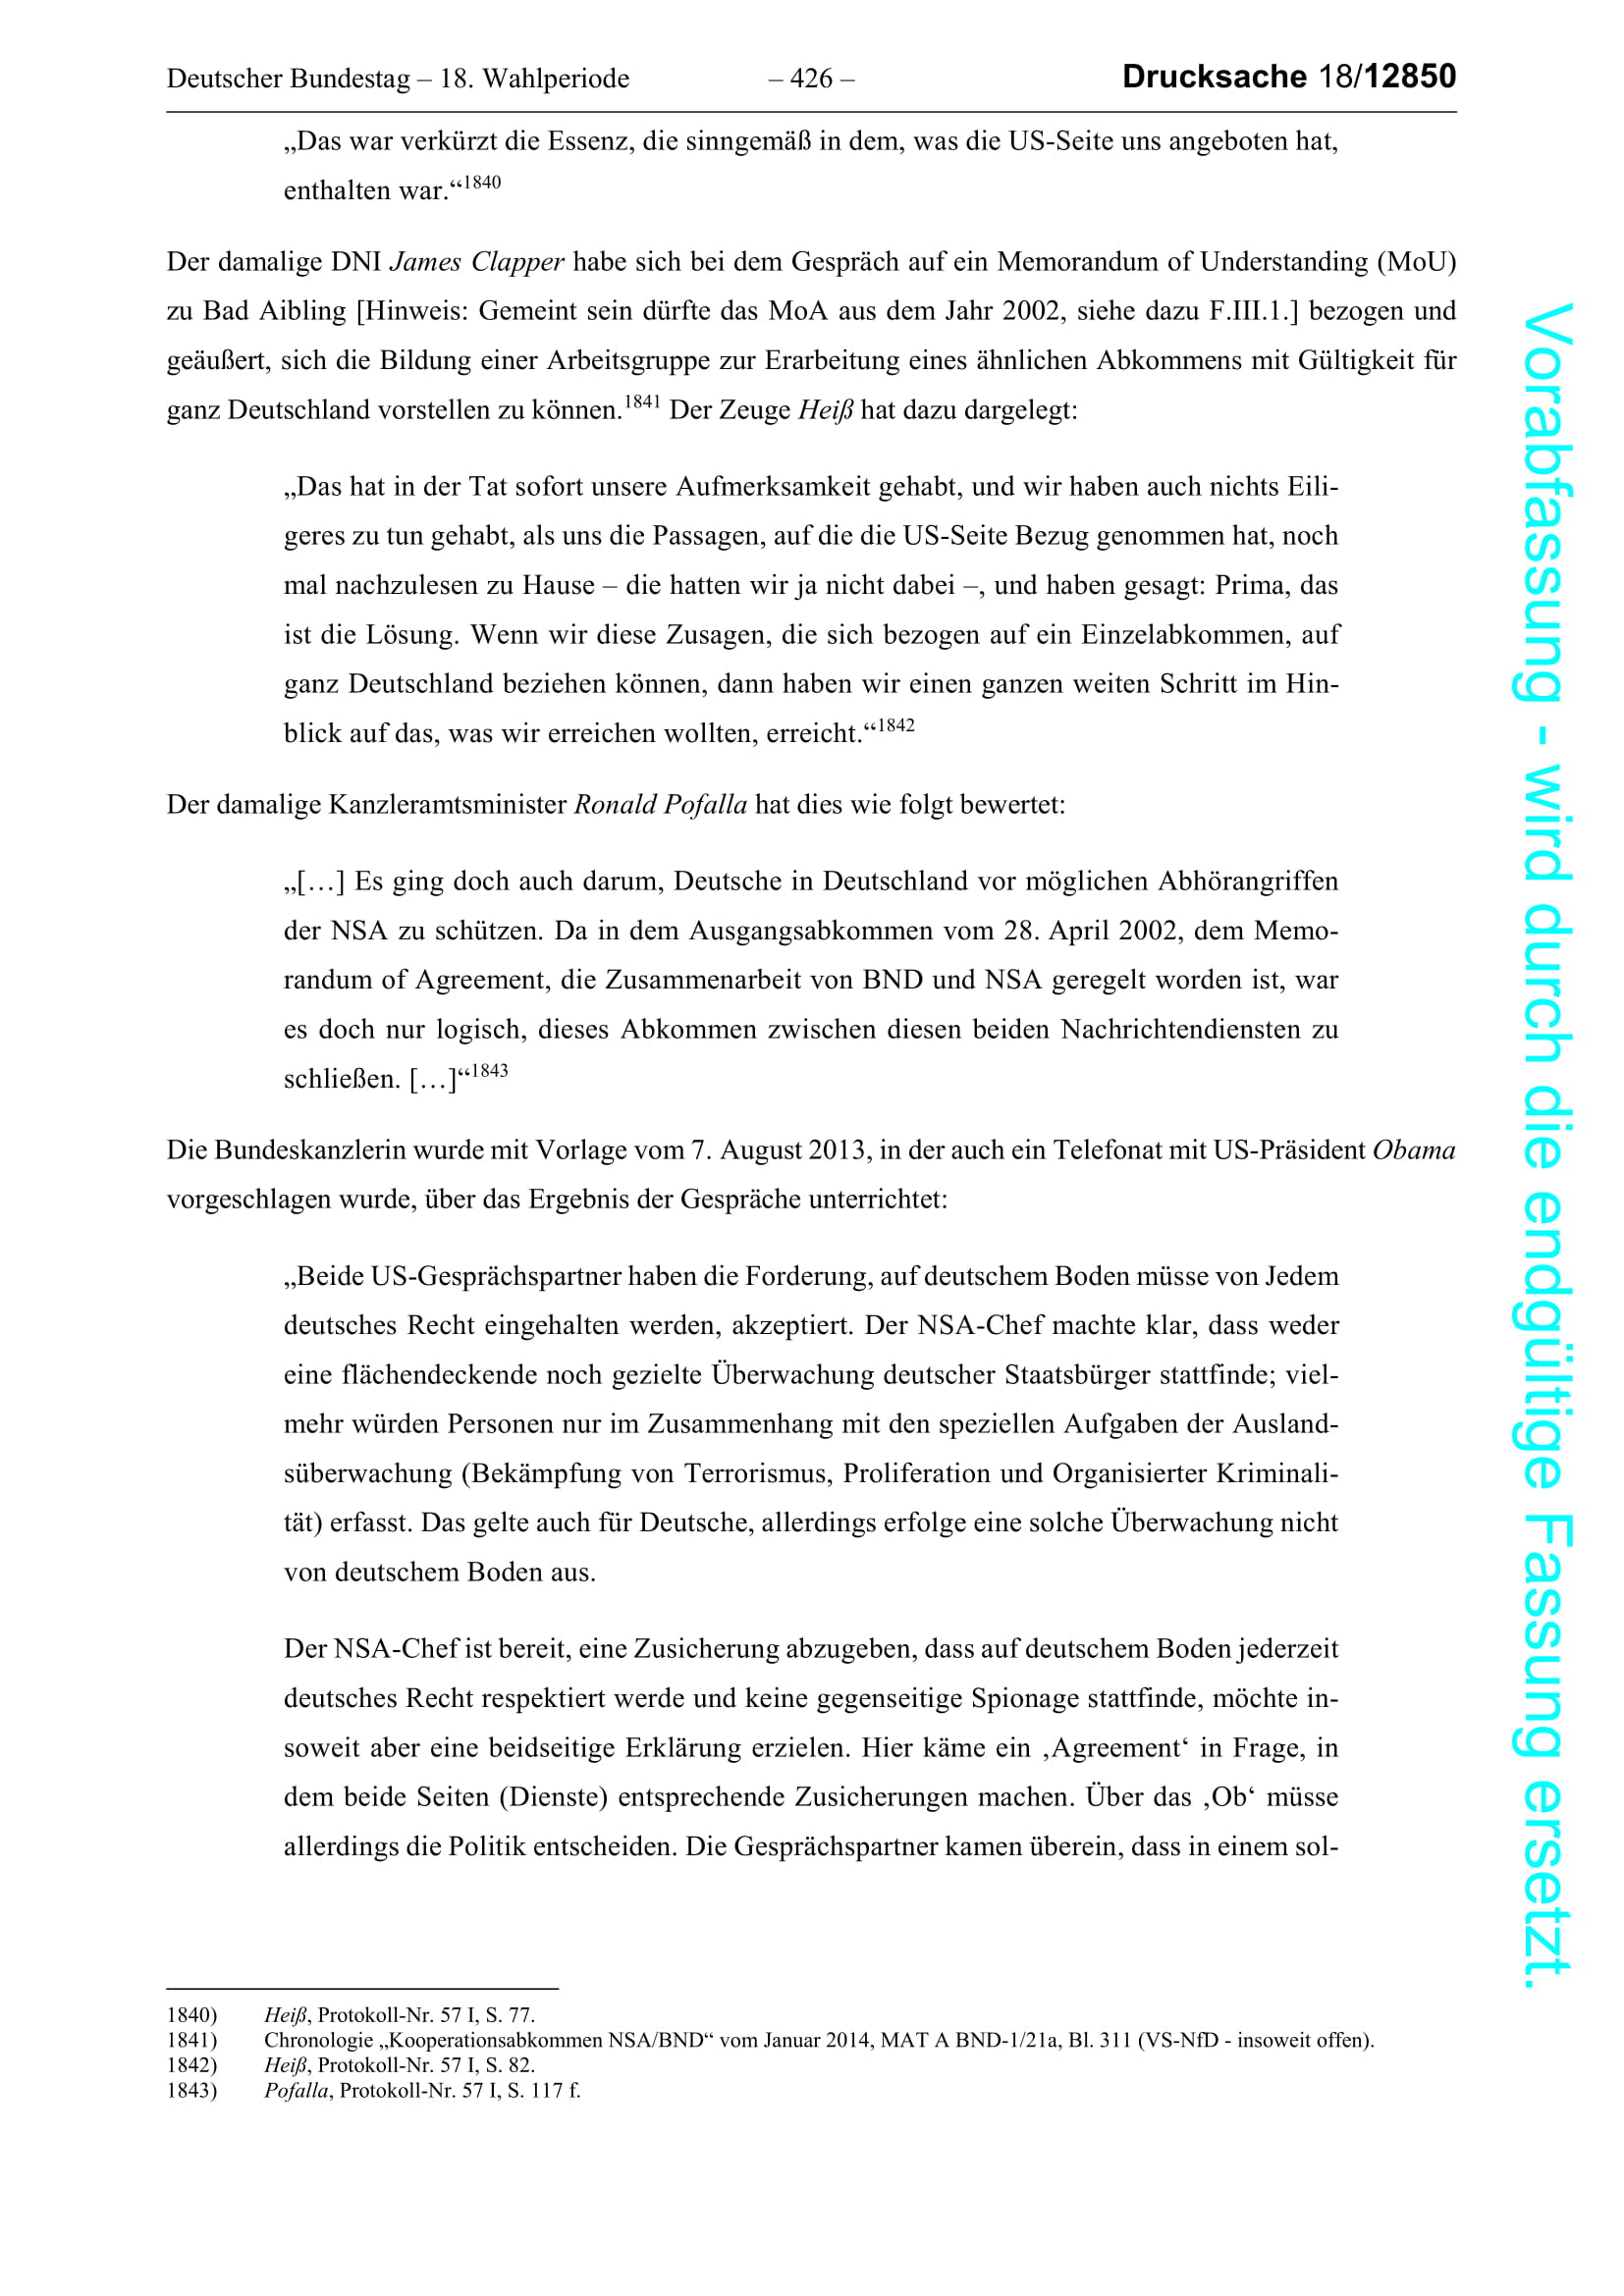 Deutscher Bundestag – 18. Wahlperiode – 426 – Drucksache 18/12850
„Das war verkürzt die Essenz, die sinngemäß in dem, was die US-Seite uns angeboten hat,
enthalten war.“1840
Der damalige DNI James Clapper habe sich bei dem Gespräch auf ein Memorandum of Understanding (MoU)
zu Bad Aibling [Hinweis: Gemeint sein dürfte das MoA aus dem Jahr 2002, siehe dazu F.III.1.] bezogen und
geäußert, sich die Bildung einer Arbeitsgruppe zur Erarbeitung eines ähnlichen Abkommens mit Gültigkeit für
ganz Deutschland vorstellen zu können.1841 Der Zeuge Heiß hat dazu dargelegt:
„Das hat in der Tat sofort unsere Aufmerksamkeit gehabt, und wir haben auch nichts Eili-
geres zu tun gehabt, als uns die Passagen, auf die die US-Seite Bezug genommen hat, noch
mal nachzulesen zu Hause – die hatten wir ja nicht dabei –, und haben gesagt: Prima, das
ist die Lösung. Wenn wir diese Zusagen, die sich bezogen auf ein Einzelabkommen, auf
ganz Deutschland beziehen können, dann haben wir einen ganzen weiten Schritt im Hin-
blick auf das, was wir erreichen wollten, erreicht.“1842
Der damalige Kanzleramtsminister Ronald Pofalla hat dies wie folgt bewertet:
„[…] Es ging doch auch darum, Deutsche in Deutschland vor möglichen Abhörangriffen
der NSA zu schützen. Da in dem Ausgangsabkommen vom 28. April 2002, dem Memo-
randum of Agreement, die Zusammenarbeit von BND und NSA geregelt worden ist, war
es doch nur logisch, dieses Abkommen zwischen diesen beiden Nachrichtendiensten zu
schließen. […]“1843
Die Bundeskanzlerin wurde mit Vorlage vom 7. August 2013, in der auch ein Telefonat mit US-Präsident Obama
vorgeschlagen wurde, über das Ergebnis der Gespräche unterrichtet:
„Beide US-Gesprächspartner haben die Forderung, auf deutschem Boden müsse von Jedem
deutsches Recht eingehalten werden, akzeptiert. Der NSA-Chef machte klar, dass weder
eine flächendeckende noch gezielte Überwachung deutscher Staatsbürger stattfinde; viel-
mehr würden Personen nur im Zusammenhang mit den speziellen Aufgaben der Ausland-
süberwachung (Bekämpfung von Terrorismus, Proliferation und Organisierter Kriminali-
tät) erfasst. Das gelte auch für Deutsche, allerdings erfolge eine solche Überwachung nicht
von deutschem Boden aus.
Der NSA-Chef ist bereit, eine Zusicherung abzugeben, dass auf deutschem Boden jederzeit
deutsches Recht respektiert werde und keine gegenseitige Spionage stattfinde, möchte in-
soweit aber eine beidseitige Erklärung erzielen. Hier käme ein ‚Agreement‘ in Frage, in
dem beide Seiten (Dienste) entsprechende Zusicherungen machen. Über das ‚Ob‘ müsse
allerdings die Politik entscheiden. Die Gesprächspartner kamen überein, dass in einem sol-
1840) Heiß, Protokoll-Nr. 57 I, S. 77.
1841) Chronologie „Kooperationsabkommen NSA/BND“ vom Januar 2014, MAT A BND-1/21a, Bl. 311 (VS-NfD - insoweit offen).
1842) Heiß, Protokoll-Nr. 57 I, S. 82.
1843) Pofalla, Protokoll-Nr. 57 I, S. 117 f.
Vorabfassung - wird durch die endgültige Fassung ersetzt.